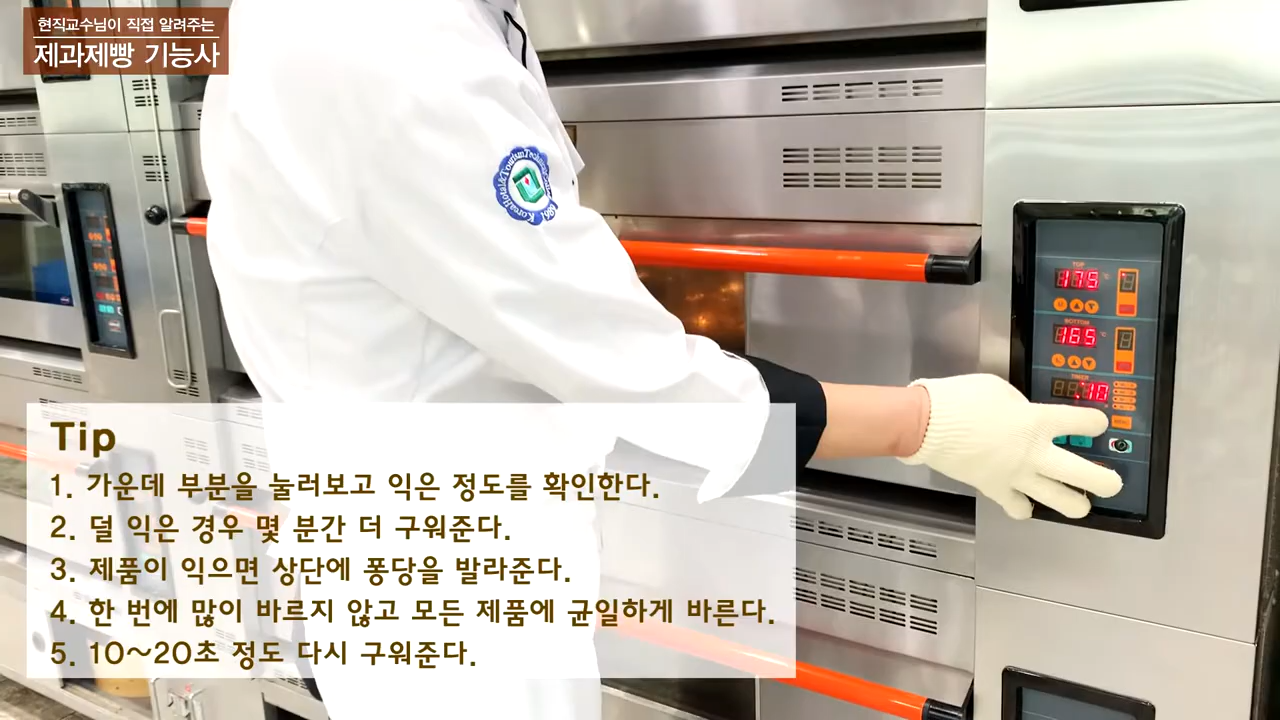 현직교수님이 직접 알려주는
제과제빵 기능사
TOP
175
BOTTOM
165
TIMER
:10
Tip
1. 가운데 부분을 눌러보고 익은 정도를 확인한다.
2. 덜 익은 경우 몇 분간 더 구워준다.
3. 제품이 익으면 상단에 퐁당을 발라준다.
4. 한 번에 많이 바르지 않고 모든 제품에 균일하게 바른다.
5. 10~20초 정도 다시 구워준다.